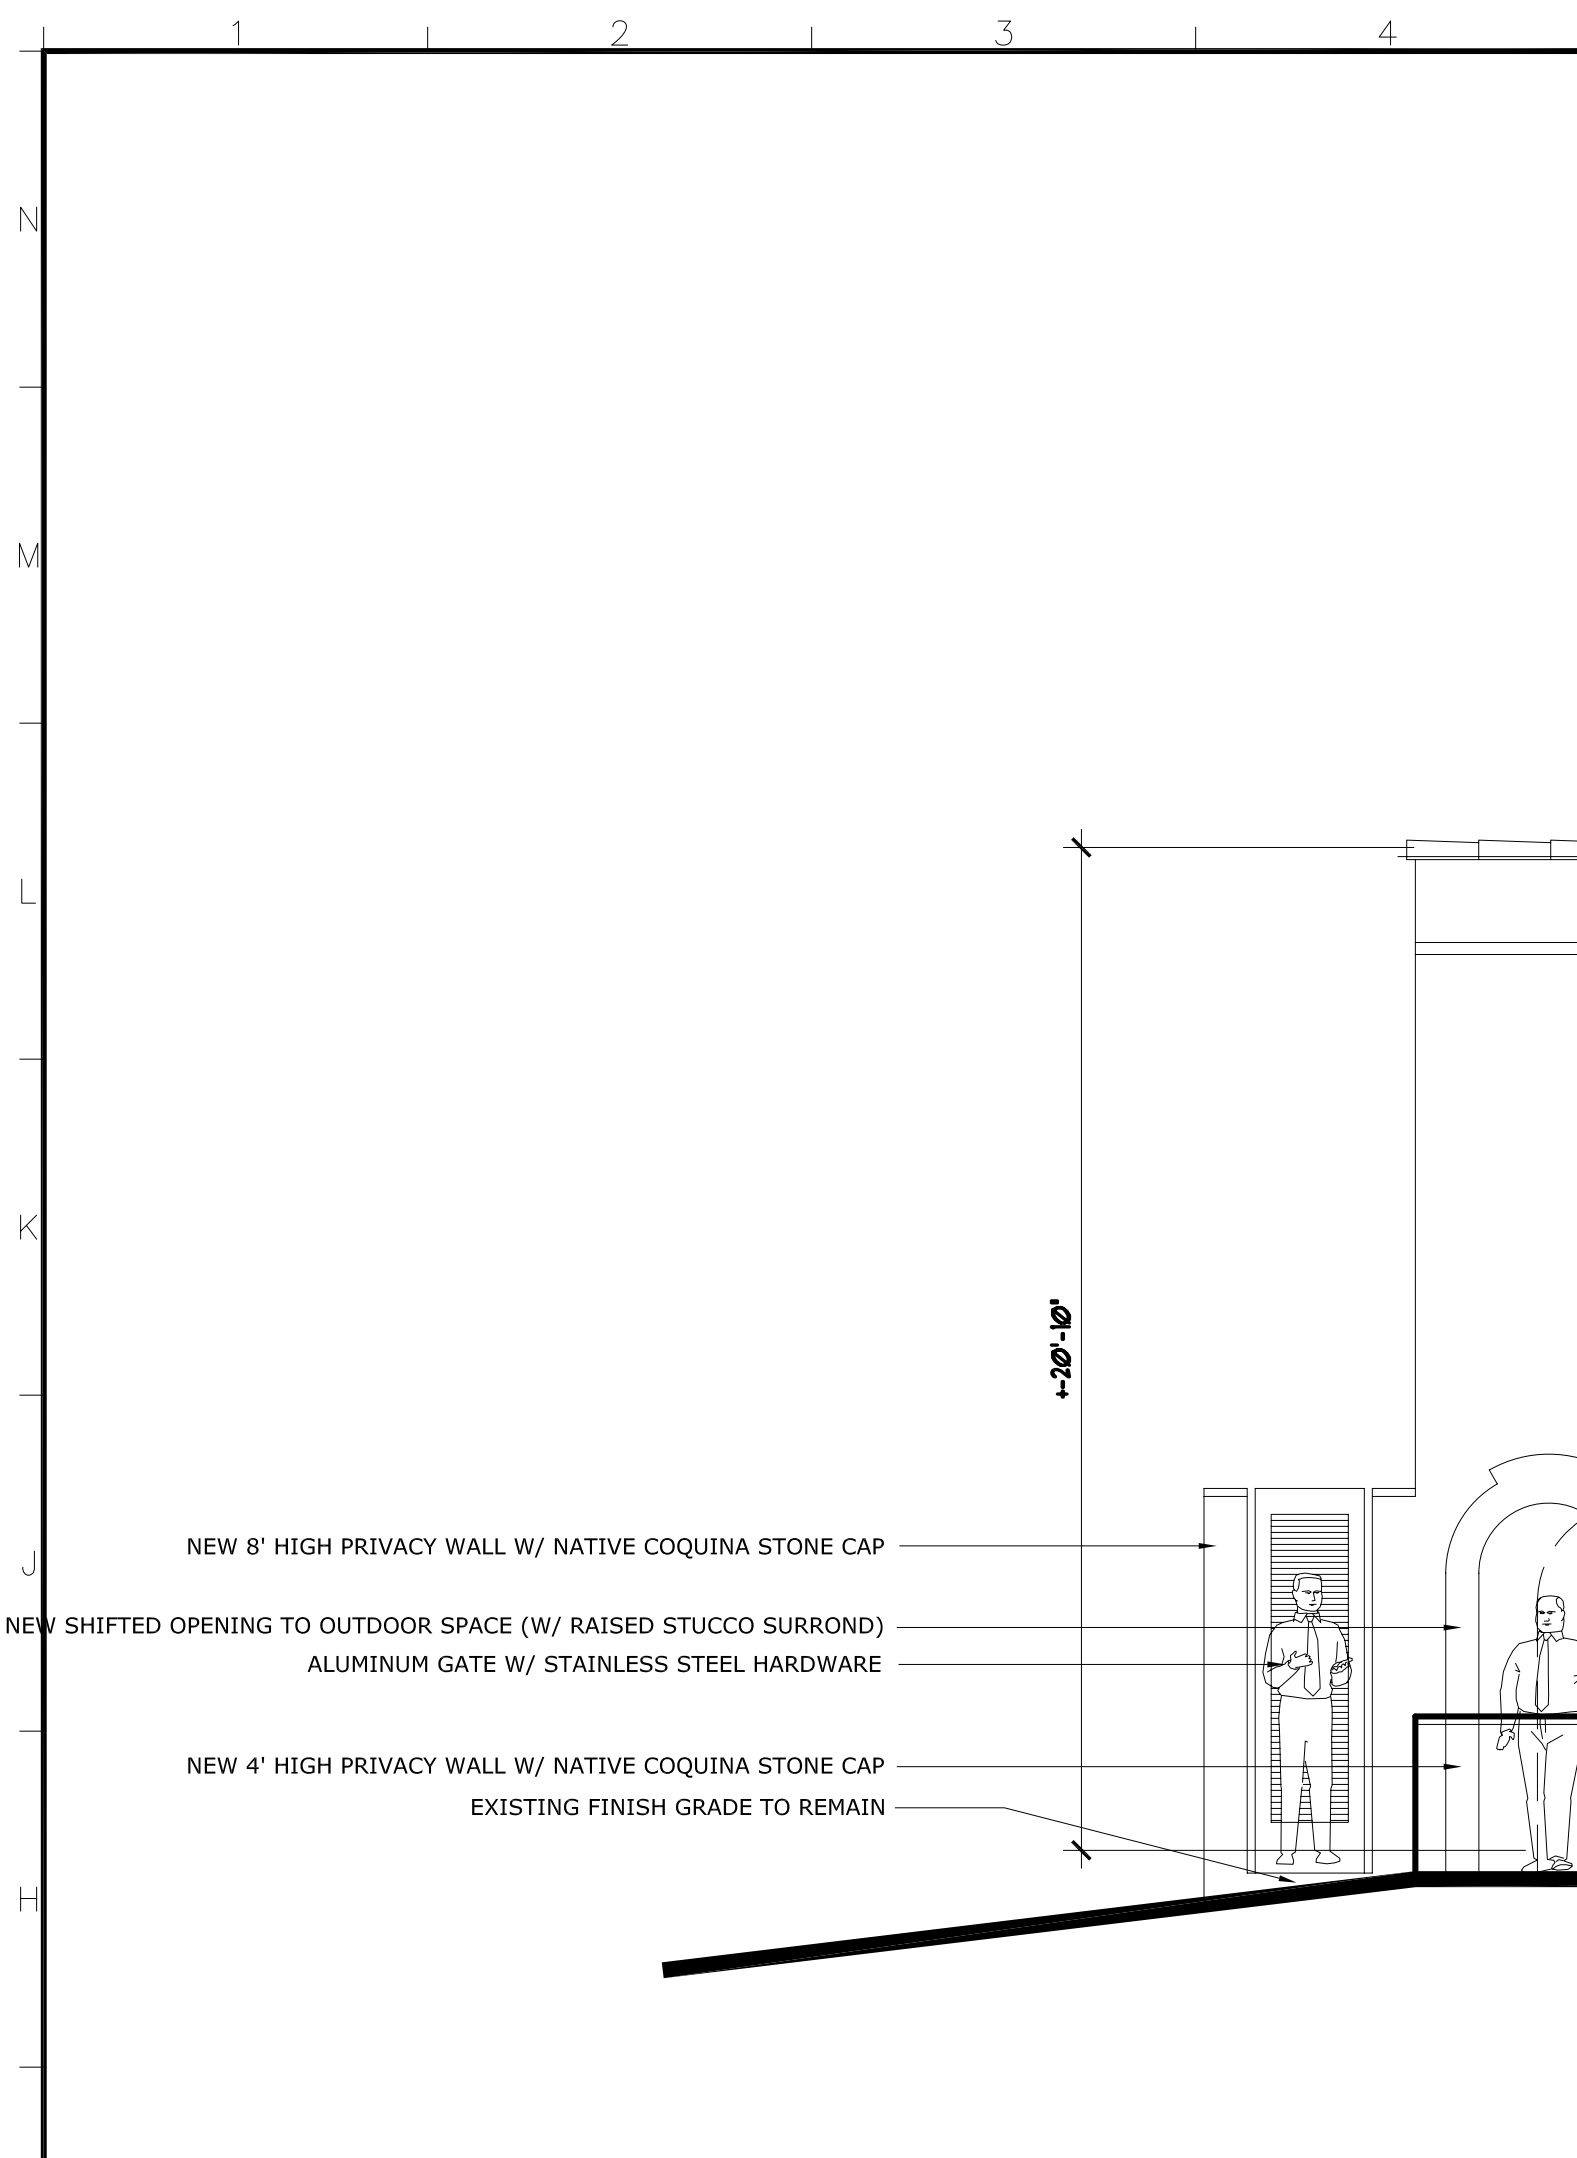 1 2 3 4
N
M
L
K
+-20'-10"
J
NEW 8' HIGH PRIVACY WALL W/ NATIVE COQUINA STONE CAP
NEW SHIFTED OPENING TO OUTDOOR SPACE (W/ RAISED STUCCO SURROND)
ALUMINUM GATE W/ STAINLESS STEEL HARDWARE
NEW 4' HIGH PRIVACY WALL W/ NATIVE COQUINA STONE CAP
EXISTING FINISH GRADE TO REMAIN
H